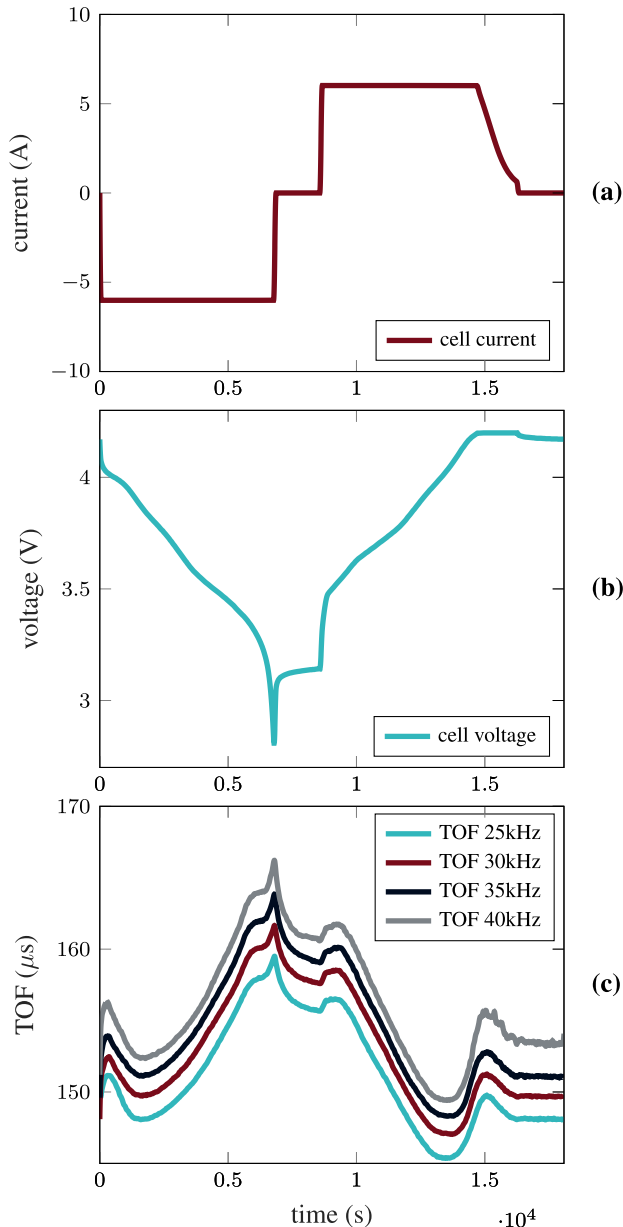 10
5
0
−5
−10
current (A)
cell current
(a)
0
0.5
1
1.5
4
3.5
3
voltage (V)
cell voltage
(b)
0
0.5
1
1.5
170
160
150
TOF (μs)
TOF 25kHz
TOF 30kHz
TOF 35kHz
TOF 40kHz
(c)
0
0.5
1
1.5
time (s)
·10⁴